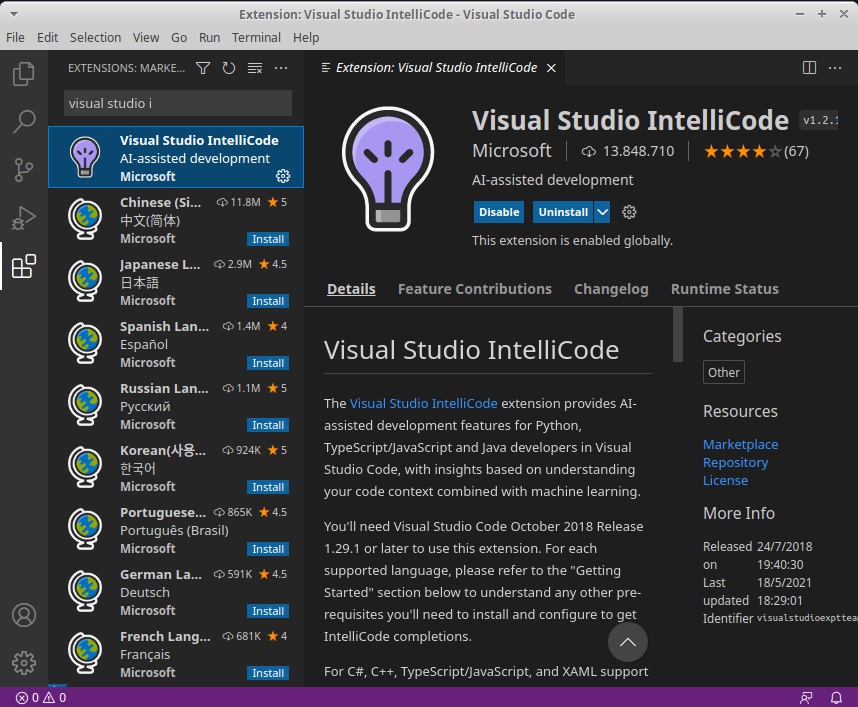 Extension: Visual Studio IntelliCode - Visual Studio Code
File Edit Selection View Go Run Terminal Help
EXTENSIONS: MARKE...
visual studio i
Visual Studio IntelliCode
AI-assisted development
Microsoft
Chinese (Si... 11.8M 5
中文(简体)
Microsoft Install
Japanese L... 2.9M 4.5
日本語
Microsoft Install
Spanish Lan... 1.4M 4
Español
Microsoft Install
Russian Lan... 1.1M 5
Русский
Microsoft Install
Korean(사용... 924K 5
한국어
Microsoft Install
Portuguese... 865K 4.5
Português (Brasil)
Microsoft Install
German La... 591K 4.5
Deutsch
Microsoft Install
French Lang... 681K 4
Français
Microsoft Install
Extension: Visual Studio IntelliCode
Visual Studio IntelliCode v1.2.1
Microsoft 13.848.710 (67)
AI-assisted development
Disable Uninstall
This extension is enabled globally.
Details Feature Contributions Changelog Runtime Status
Visual Studio IntelliCode
The Visual Studio IntelliCode extension provides AI-
assisted development features for Python,
TypeScript/JavaScript and Java developers in Visual
Studio Code, with insights based on understanding
your code context combined with machine learning.
You'll need Visual Studio Code October 2018 Release
1.29.1 or later to use this extension. For each
supported language, please refer to the "Getting
Started" section below to understand any other pre-
requisites you'll need to install and configure to get
IntelliCode completions.
For C#, C++, TypeScript/JavaScript, and XAML support
Categories
Other
Resources
Marketplace
Repository
License
More Info
Released 24/7/2018
on 19:40:30
Last 18/5/2021
updated 18:29:01
Identifier visualstudioexpttea
0 0